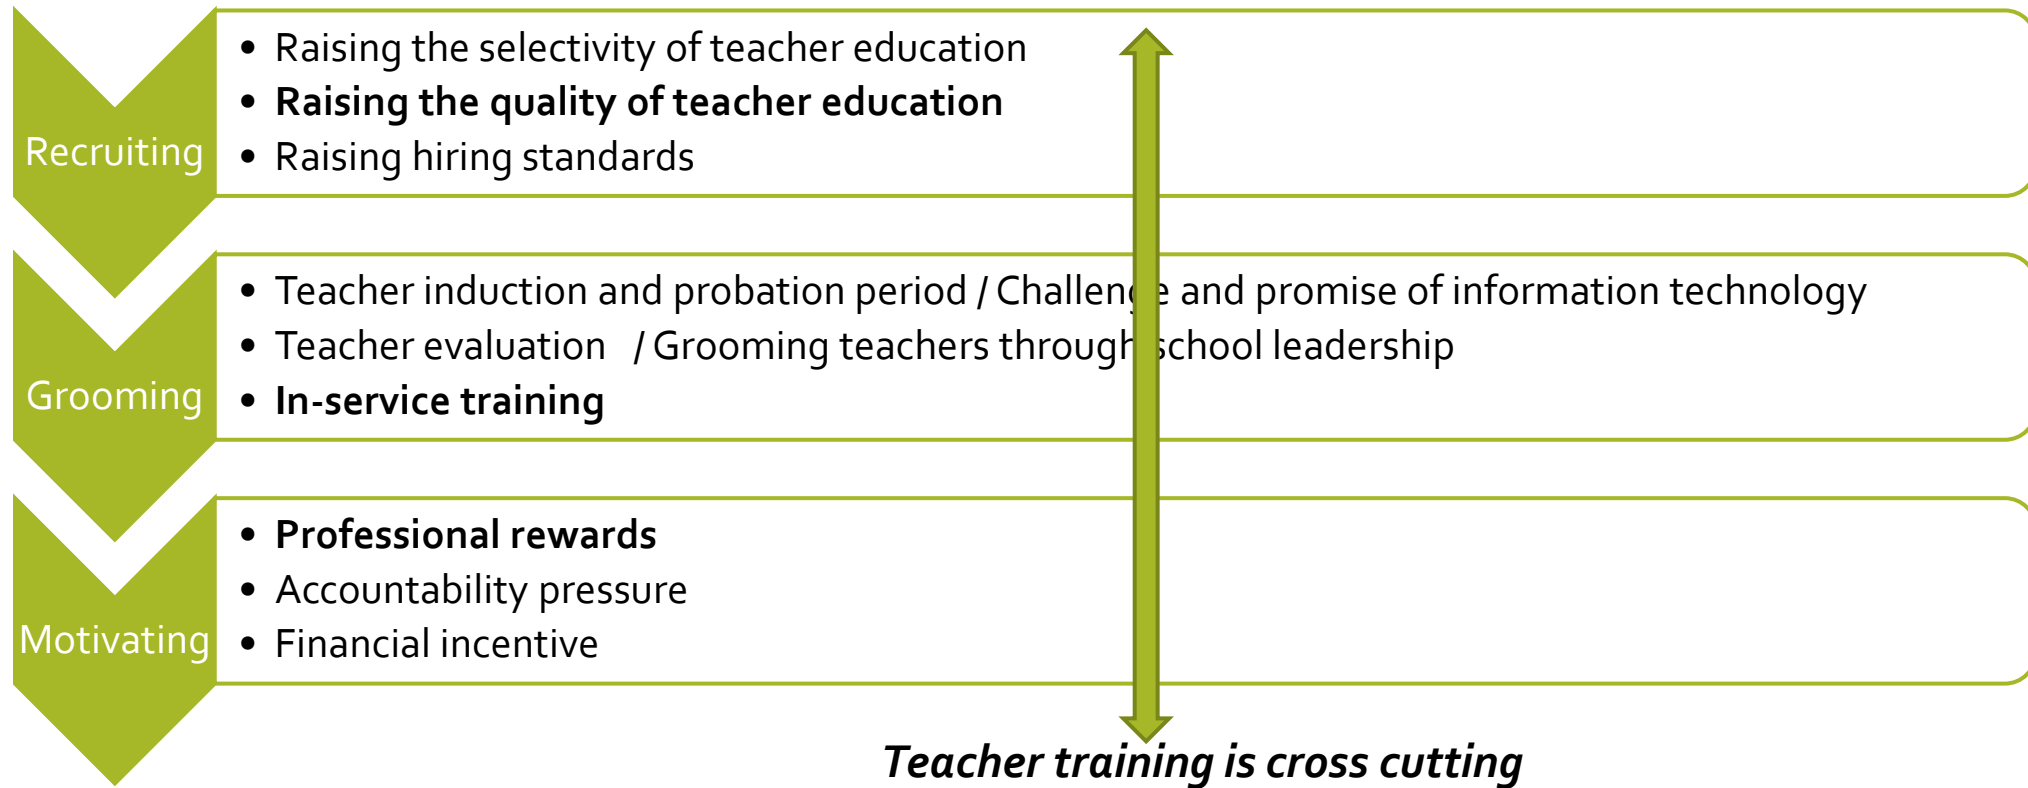 Recruiting
• Raising the selectivity of teacher education
• Raising the quality of teacher education
• Raising hiring standards
Grooming
• Teacher induction and probation period / Challenge and promise of information technology
• Teacher evaluation / Grooming teachers through school leadership
• In-service training
Motivating
• Professional rewards
• Accountability pressure
• Financial incentive
Teacher training is cross cutting